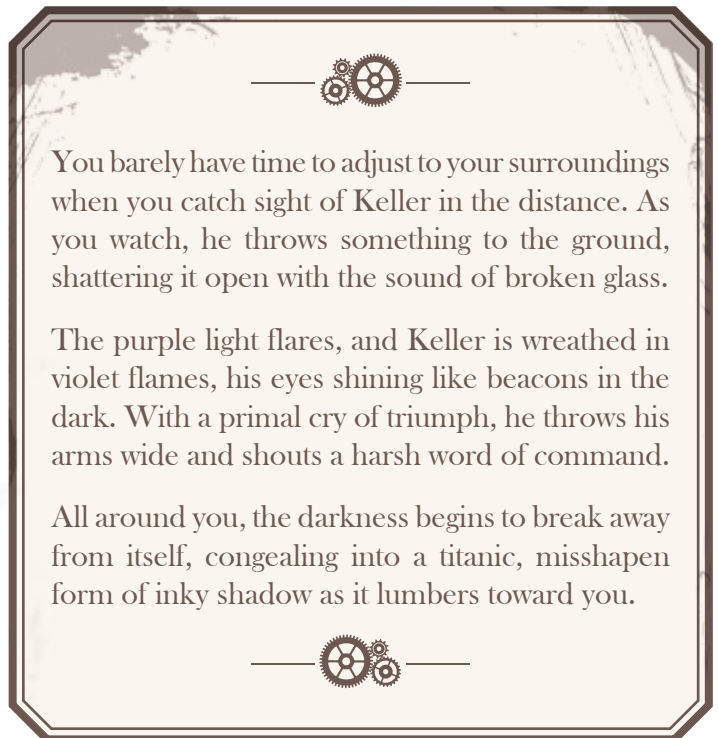 You barely have time to adjust to your surroundings
when you catch sight of Keller in the distance. As
you watch, he throws something to the ground,
shattering it open with the sound of broken glass.
The purple light flares, and Keller is wreathed in
violet flames, his eyes shining like beacons in the
dark. With a primal cry of triumph, he throws his
arms wide and shouts a harsh word of command.
All around you, the darkness begins to break away
from itself, congealing into a titanic, misshapen
form of inky shadow as it lumbers toward you.